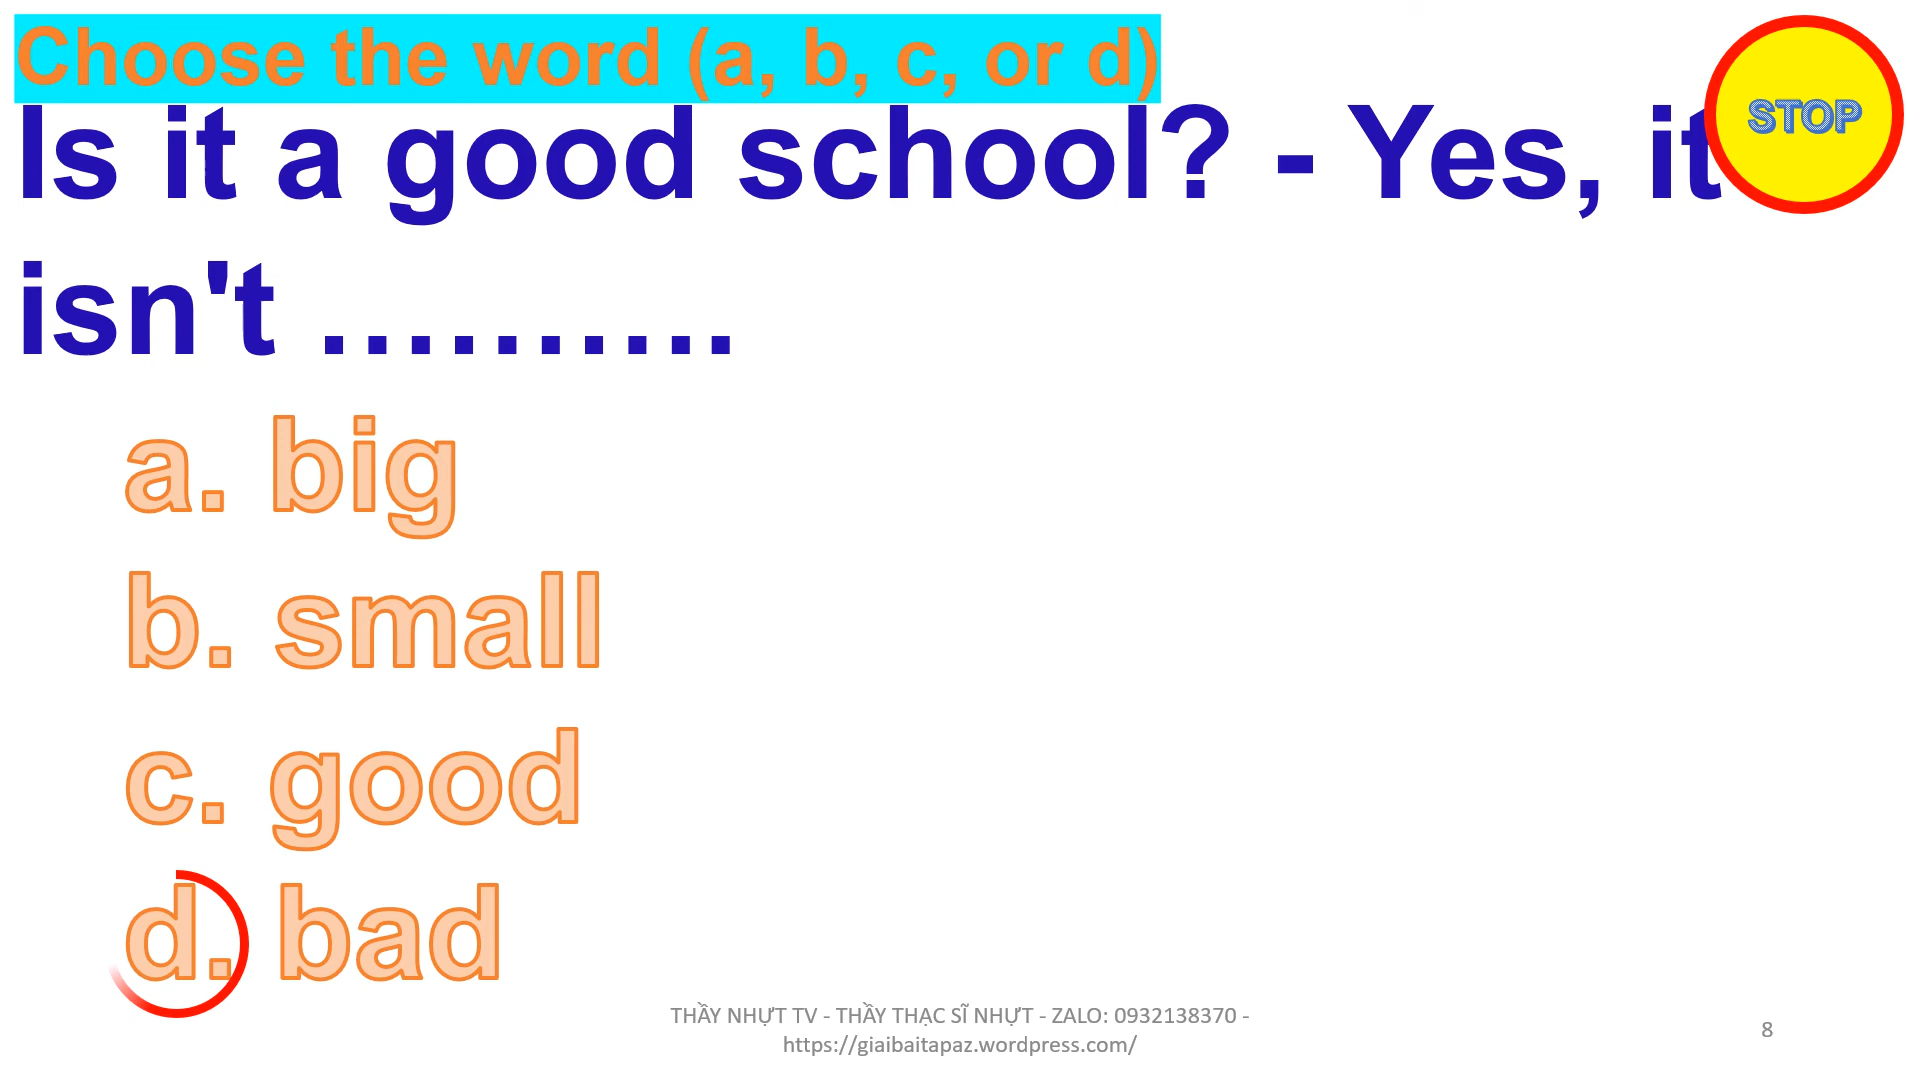 Choose the word (a, b, c, or d)
Is it a good school? - Yes, it
STOP
isn't ..........
a. big
b. small
c. good
d. bad
THẦY NHỰT TV - THẦY THẠC SĨ NHỰT - ZALO: 0932138370 -
https://giaibaitapaz.wordpress.com/
8